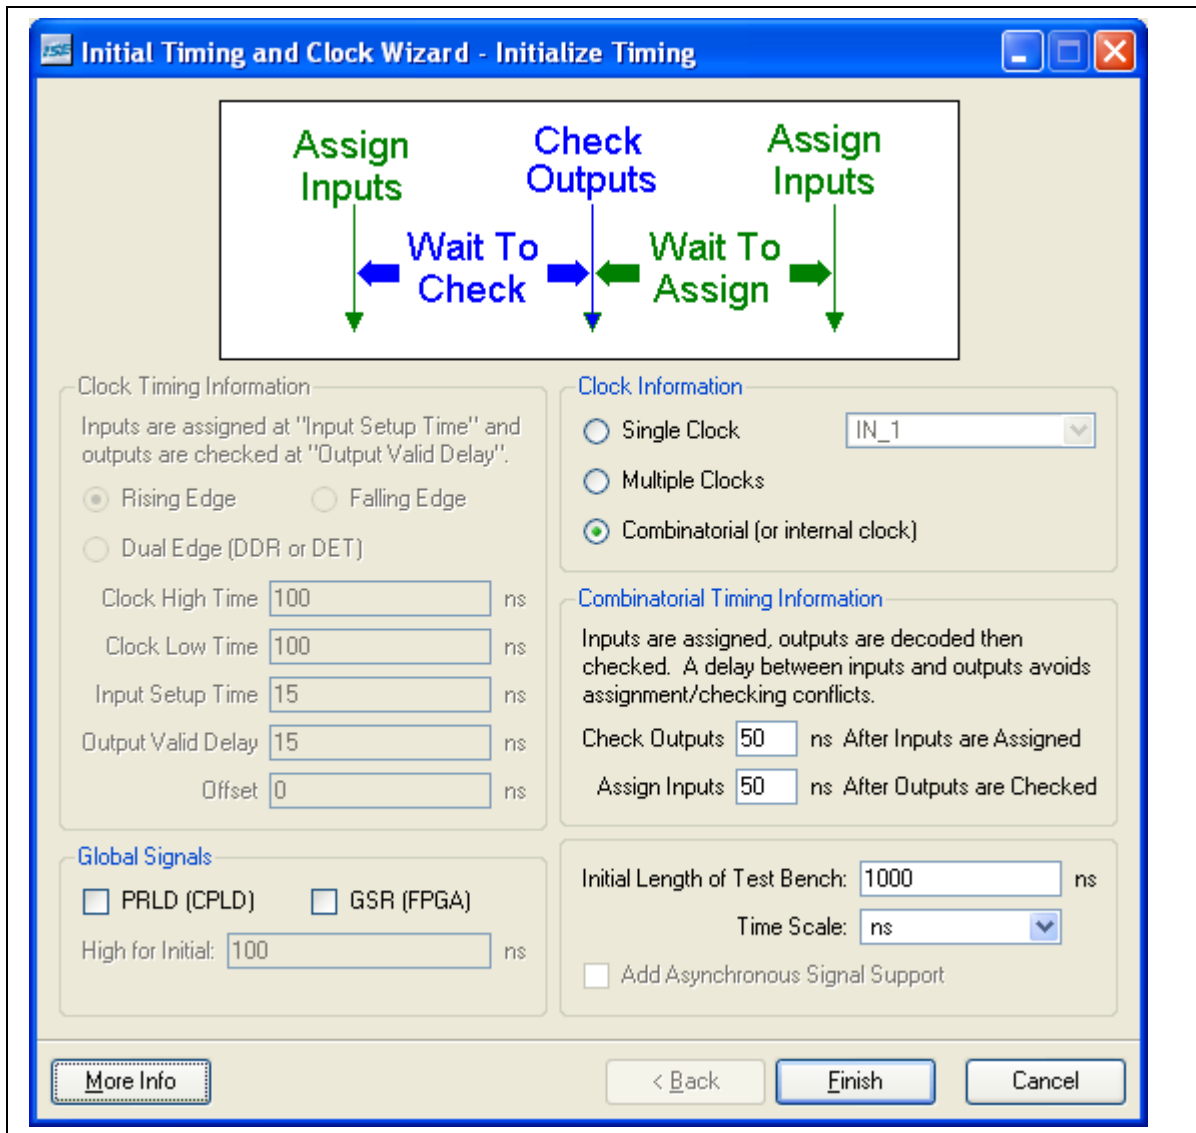 ISE Initial Timing and Clock Wizard - Initialize Timing
Assign Inputs
Check Outputs
Assign Inputs
Wait To Check
Wait To Assign
Clock Timing Information
Inputs are assigned at "Input Setup Time" and
outputs are checked at "Output Valid Delay".
Rising Edge Falling Edge
Dual Edge (DDR or DET)
Clock High Time 100 ns
Clock Low Time 100 ns
Input Setup Time 15 ns
Output Valid Delay 15 ns
Offset 0 ns
Global Signals
PRLD (CPLD) GSR (FPGA)
High for Initial: 100 ns
Clock Information
Single Clock IN_1
Multiple Clocks
Combinatorial (or internal clock)
Combinatorial Timing Information
Inputs are assigned, outputs are decoded then
checked. A delay between inputs and outputs avoids
assignment/checking conflicts.
Check Outputs 50 ns After Inputs are Assigned
Assign Inputs 50 ns After Outputs are Checked
Initial Length of Test Bench: 1000 ns
Time Scale: ns
Add Asynchronous Signal Support
More Info < Back Finish Cancel